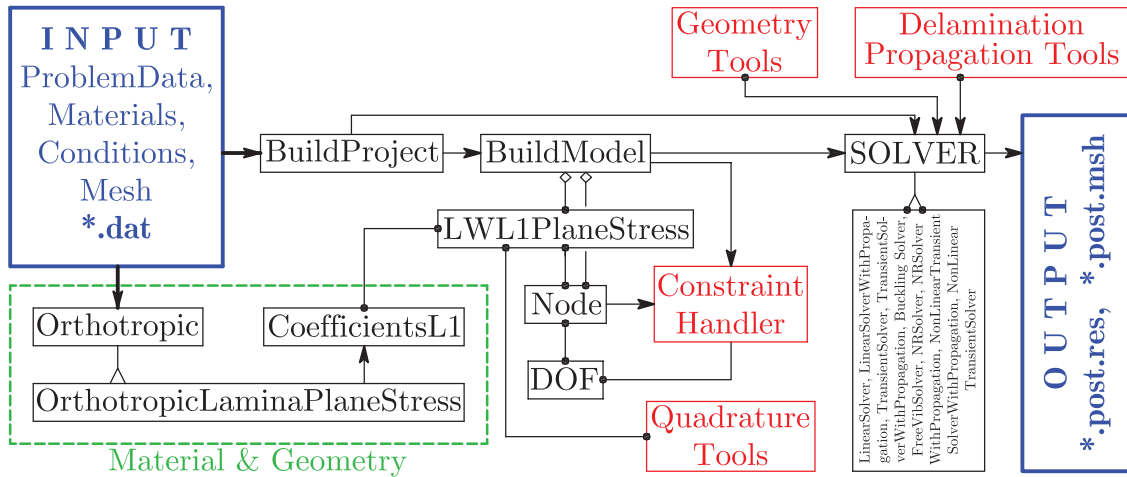 I N P U T
ProblemData,
Materials,
Conditions,
Mesh
*.dat
Geometry
Tools
Delamination
Propagation Tools
BuildProject
BuildModel
SOLVER
LWL1PlaneStress
Orthotropic
CoefficientsL1
OrthotropicLaminaPlaneStress
Material & Geometry
Node
DOF
Constraint
Handler
Quadrature
Tools
LinearSolver, LinearSolverWithPropa-
gation, TransientSolver, TransientSol-
verWithPropagation, Buckling Solver,
FreeVibSolver, NRSolver, NRSolver
WithPropagation, NonLinearTransient
SolverWithPropagation, NonLinear
TransientSolver
O U T P U T
*.post.res, *.post.msh